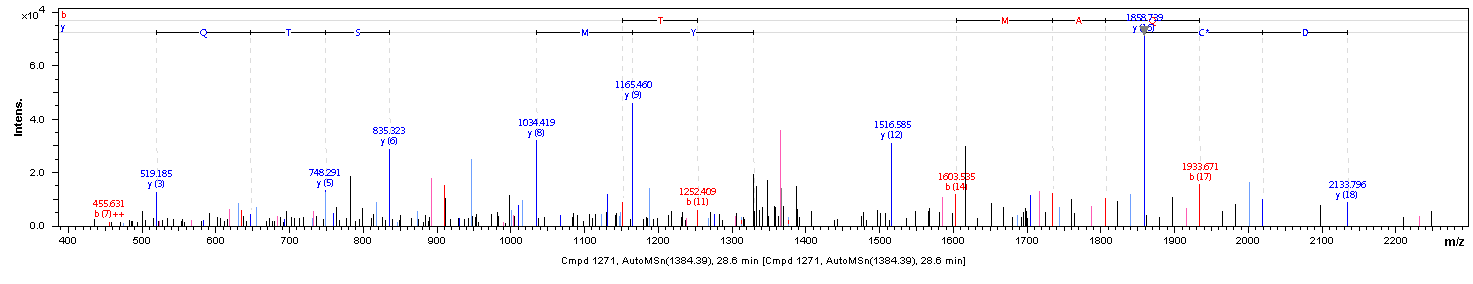 x10⁴
b
T
M A C
y
Q T S M Y C* D
1858.739
y (15)
6.0
1165.460
y (9)
Intens.
4.0
1034.419
y (8)
1516.585
y (12)
835.323
y (6)
2.0
519.185
y (3)
748.291
y (5)
1252.409
b (11)
1603.535
b (14)
1933.671
b (17)
2133.796
y (18)
455.631
b (7)++
0.0
400 500 600 700 800 900 1000 1100 1200 1300 1400 1500 1600 1700 1800 1900 2000 2100 2200 m/z
Cmpd 1271, AutoMSn(1384.39), 28.6 min [Cmpd 1271, AutoMSn(1384.39), 28.6 min]